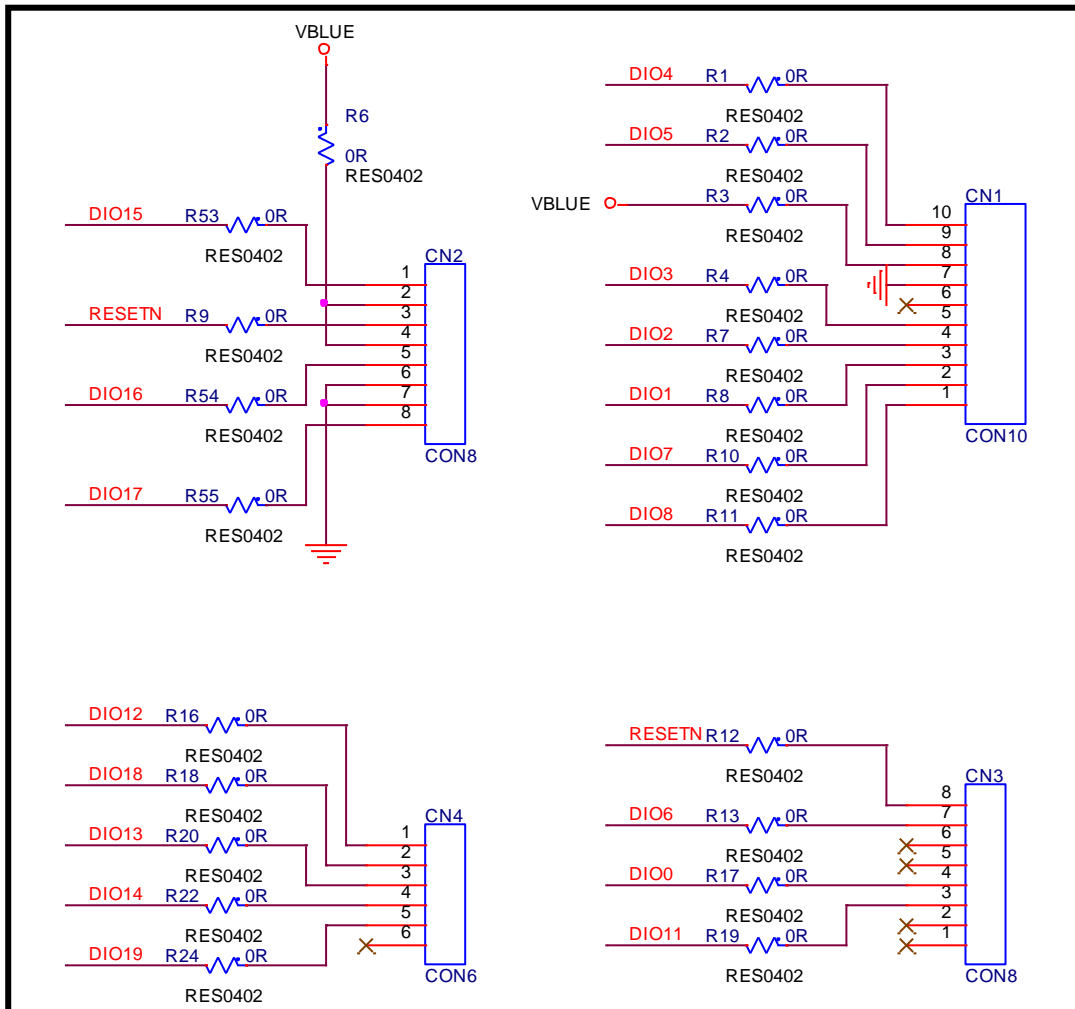 VBLUE
R6
0R
RES0402
DIO15 R53 0R
RES0402
CN2
1
2
RESETN R9 0R
3
RES0402
4
5
6
DIO16 R54 0R
7
RES0402
8
CON8
DIO17 R55 0R
RES0402
DIO4 R1 0R
RES0402
DIO5 R2 0R
RES0402
VBLUE R3 0R
RES0402
CN1
10
9
8
DIO3 R4 0R
7
6
RES0402
5
DIO2 R7 0R
4
RES0402
3
2
DIO1 R8 0R
1
RES0402
CON10
DIO7 R10 0R
RES0402
DIO8 R11 0R
RES0402
DIO12 R16 0R
RES0402
DIO18 R18 0R
RES0402
CN4
DIO13 R20 0R
1
RES0402
2
3
DIO14 R22 0R
4
5
RES0402
6
DIO19 R24 0R
CON6
RES0402
RESETN R12 0R
RES0402
CN3
8
DIO6 R13 0R
7
RES0402
6
5
DIO0 R17 0R
4
3
RES0402
2
DIO11 R19 0R
1
RES0402
CON8